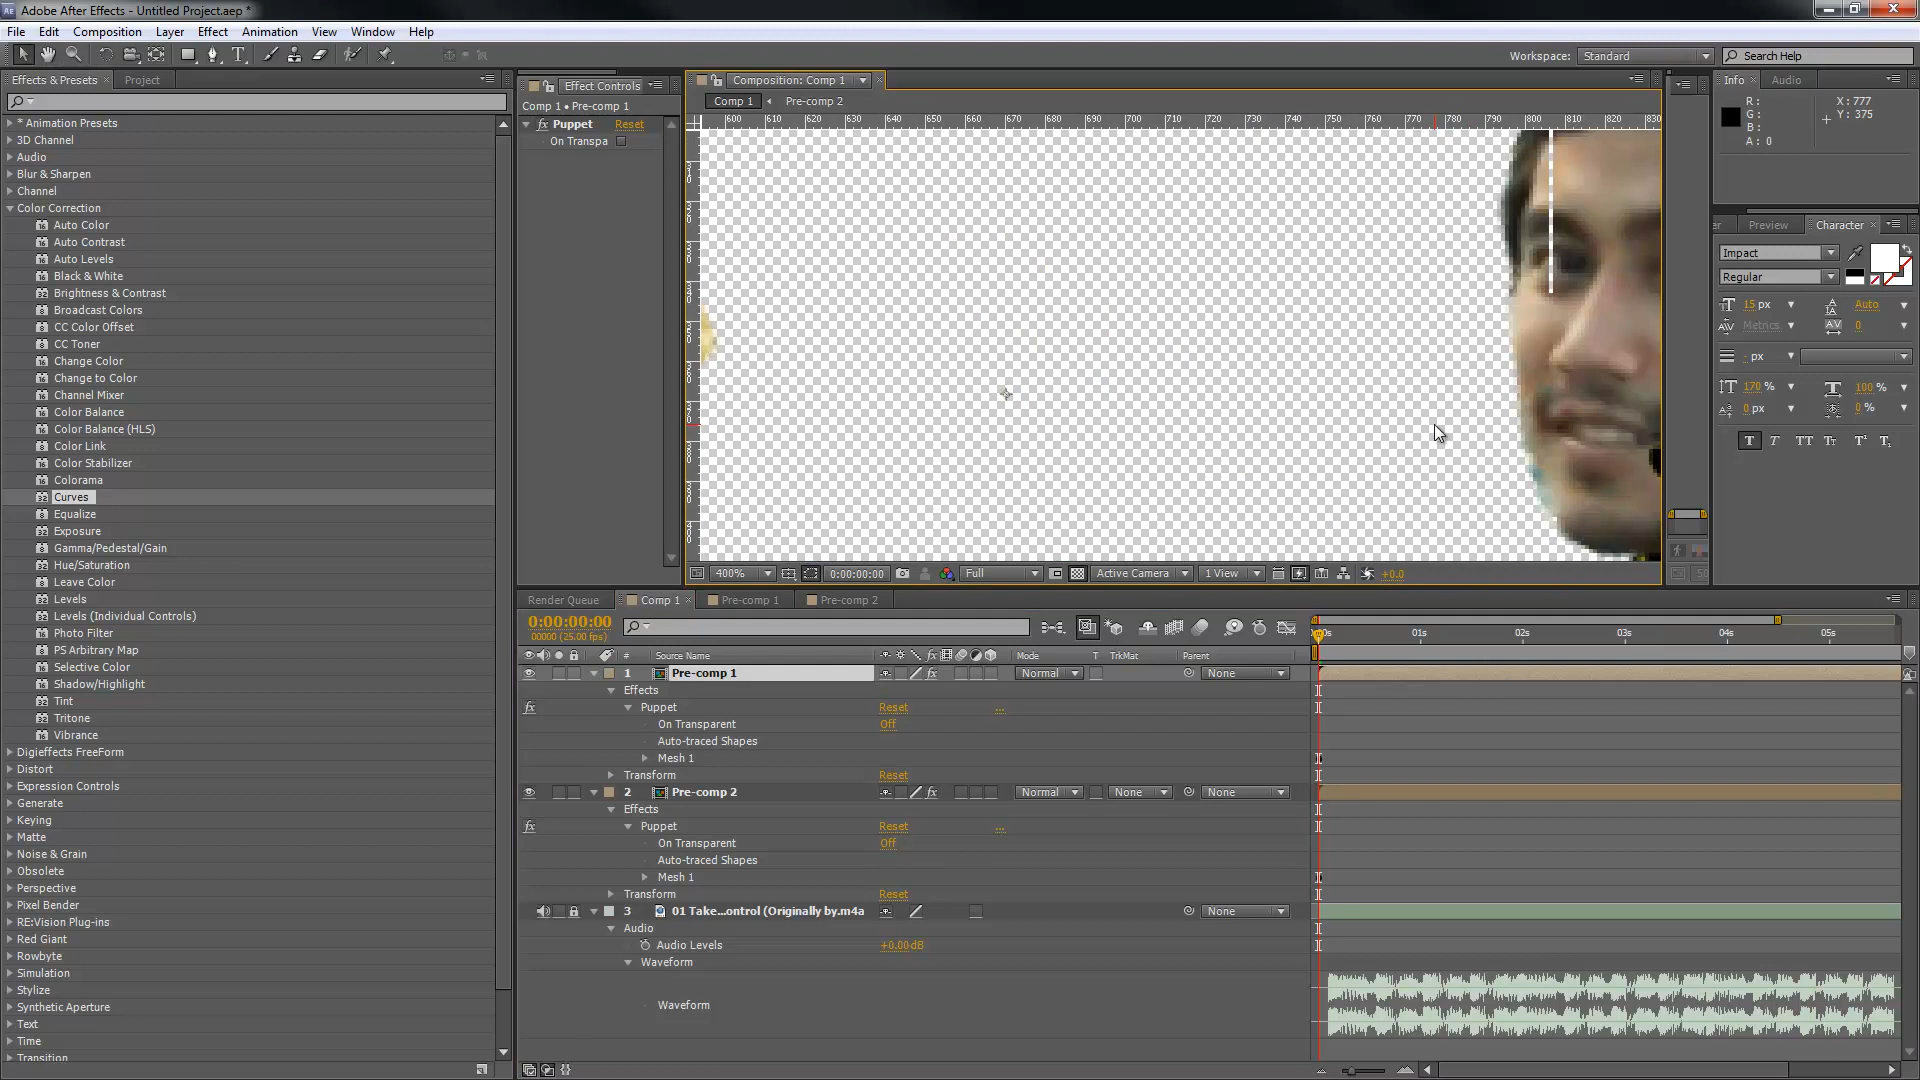 Adobe After Effects - Untitled Project.aep *
File Edit Composition Layer Effect Animation View Window Help
Workspace: Standard Search Help
Effects & Presets Project
* Animation Presets
3D Channel
Audio
Blur & Sharpen
Channel
Color Correction
Auto Color
Auto Contrast
Auto Levels
Black & White
Brightness & Contrast
Broadcast Colors
CC Color Offset
CC Toner
Change Color
Change to Color
Channel Mixer
Color Balance
Color Balance (HLS)
Color Link
Color Stabilizer
Colorama
Curves
Equalize
Exposure
Gamma/Pedestal/Gain
Hue/Saturation
Leave Color
Levels
Levels (Individual Controls)
Photo Filter
PS Arbitrary Map
Selective Color
Shadow/Highlight
Tint
Tritone
Vibrance
Digieffects FreeForm
Distort
Expression Controls
Generate
Keying
Matte
Noise & Grain
Obsolete
Perspective
Pixel Bender
RE:Vision Plug-ins
Red Giant
Rowbyte
Simulation
Stylize
Synthetic Aperture
Text
Time
Transition
Effect Controls
Comp 1 • Pre-comp 1
fx Puppet Reset
On Transpa
Composition: Comp 1
Comp 1 Pre-comp 2
600 610 620 630 640 650 660 670 680 690 700 710 720 730 740 750 760 770 780 790 800 810 820 830
400% 0:00:00:00 Full Active Camera 1 View +0.0
Info Audio
R: X: 777
G: Y: 375
B:
A: 0
Preview Character
Impact
Regular
15 px Auto
Metrics 0
- px
170 % 100 %
0 px 0 %
T T TT Tт T¹ T₁
Render Queue Comp 1 Pre-comp 1 Pre-comp 2
0:00:00:00
00000 (25.00 fps)
01s 02s 03s 04s 05s
# Source Name Mode T TrkMat Parent
1 Pre-comp 1 Normal None
Effects
fx Puppet Reset ...
On Transparent Off
Auto-traced Shapes
Mesh 1
Transform Reset
2 Pre-comp 2 Normal None None
Effects
fx Puppet Reset ...
On Transparent Off
Auto-traced Shapes
Mesh 1
Transform Reset
3 01 Take...ontrol (Originally by.m4a None
Audio
Audio Levels +0.00dB
Waveform
Waveform